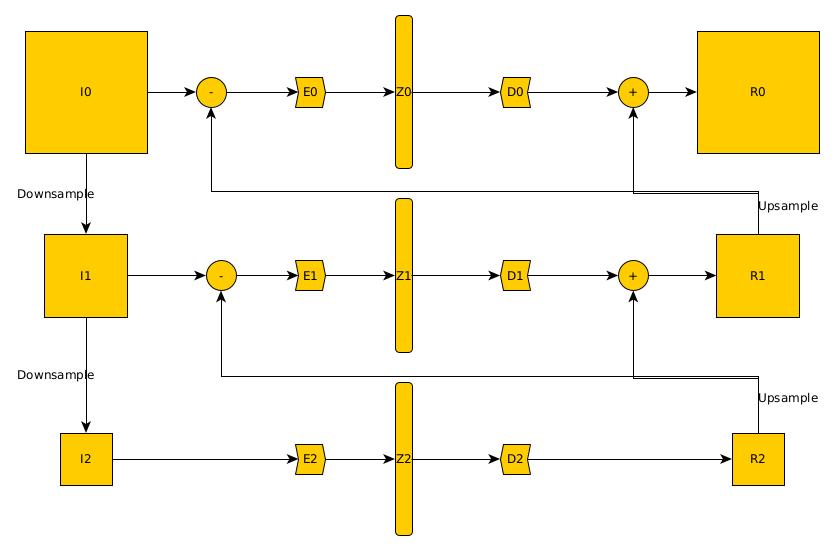 I0
-
E0
Z0
D0
+
R0
Downsample
Upsample
I1
-
E1
Z1
D1
+
R1
Downsample
Upsample
I2
E2
Z2
D2
R2